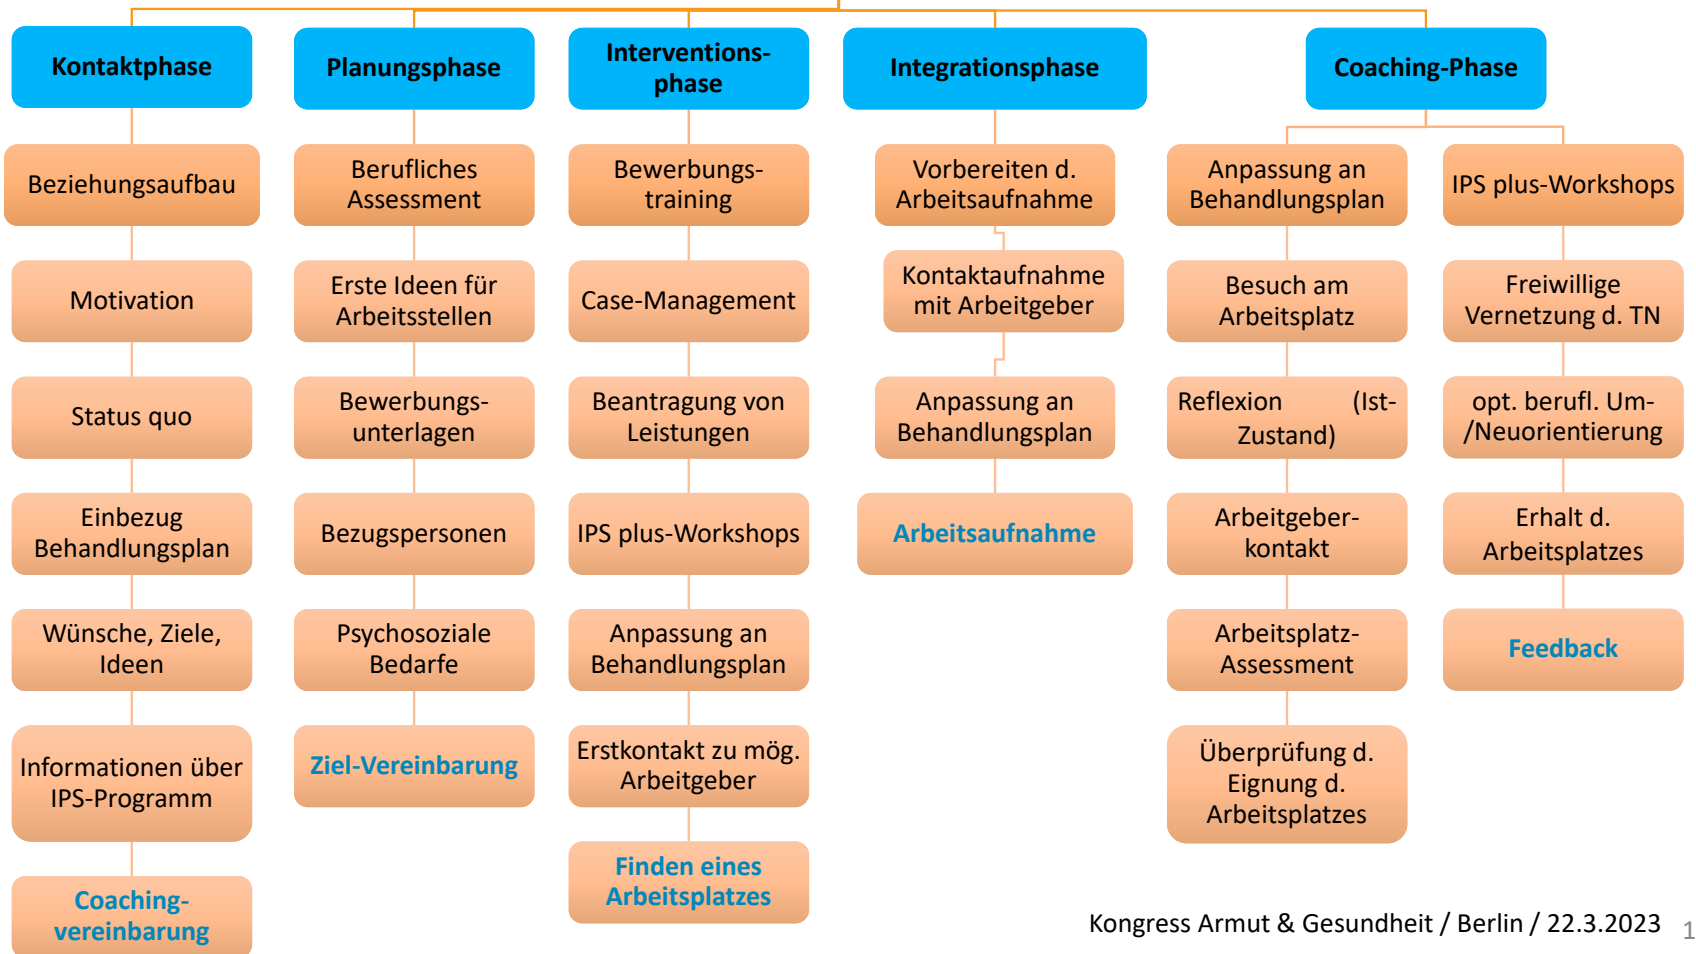 Kontaktphase
Beziehungsaufbau
Motivation
Status quo
Einbezug
Behandlungsplan
Wünsche, Ziele,
Ideen
Informationen über
IPS-Programm
Coaching-
vereinbarung
Planungsphase
Berufliches
Assessment
Erste Ideen für
Arbeitsstellen
Bewerbungs-
unterlagen
Bezugspersonen
Psychosoziale
Bedarfe
Ziel-Vereinbarung
Interventions-
phase
Bewerbungs-
training
Case-Management
Beantragung von
Leistungen
IPS plus-Workshops
Anpassung an
Behandlungsplan
Erstkontakt zu mög.
Arbeitgeber
Finden eines
Arbeitsplatzes
Integrationsphase
Vorbereiten d.
Arbeitsaufnahme
Kontaktaufnahme
mit Arbeitgeber
Anpassung an
Behandlungsplan
Arbeitsaufnahme
Coaching-Phase
Anpassung an
Behandlungsplan
Besuch am
Arbeitsplatz
Reflexion (Ist-
Zustand)
Arbeitgeber-
kontakt
Arbeitsplatz-
Assessment
Überprüfung d.
Eignung d.
Arbeitsplatzes
IPS plus-Workshops
Freiwillige
Vernetzung d. TN
opt. berufl. Um-
/Neuorientierung
Erhalt d.
Arbeitsplatzes
Feedback
Kongress Armut & Gesundheit / Berlin / 22.3.2023
1